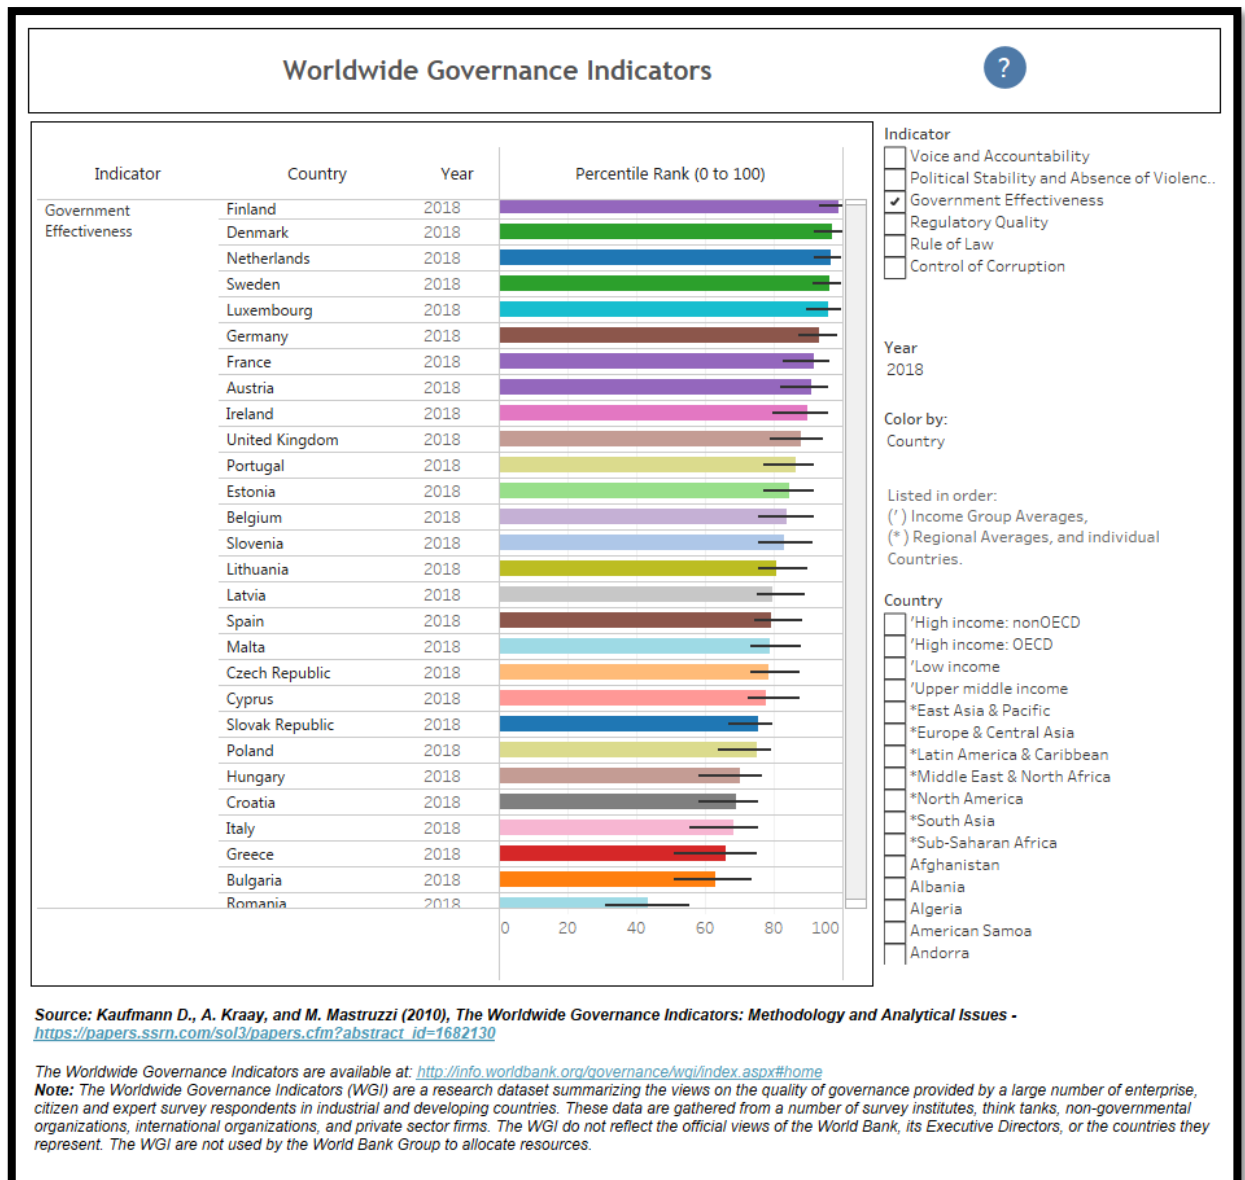 Worldwide Governance Indicators
?
Indicator Country Year Percentile Rank (0 to 100)
Government Effectiveness
Finland 2018
Denmark 2018
Netherlands 2018
Sweden 2018
Luxembourg 2018
Germany 2018
France 2018
Austria 2018
Ireland 2018
United Kingdom 2018
Portugal 2018
Estonia 2018
Belgium 2018
Slovenia 2018
Lithuania 2018
Latvia 2018
Spain 2018
Malta 2018
Czech Republic 2018
Cyprus 2018
Slovak Republic 2018
Poland 2018
Hungary 2018
Croatia 2018
Italy 2018
Greece 2018
Bulgaria 2018
Romania 2018
0 20 40 60 80 100
Indicator
Voice and Accountability
Political Stability and Absence of Violenc..
Government Effectiveness
Regulatory Quality
Rule of Law
Control of Corruption
Year
2018
Color by:
Country
Listed in order:
(') Income Group Averages,
(*) Regional Averages, and individual
Countries.
Country
'High income: nonOECD
'High income: OECD
'Low income
'Upper middle income
*East Asia & Pacific
*Europe & Central Asia
*Latin America & Caribbean
*Middle East & North Africa
*North America
*South Asia
*Sub-Saharan Africa
Afghanistan
Albania
Algeria
American Samoa
Andorra
Source: Kaufmann D., A. Kraay, and M. Mastruzzi (2010), The Worldwide Governance Indicators: Methodology and Analytical Issues -
https://papers.ssrn.com/sol3/papers.cfm?abstract_id=1682130
The Worldwide Governance Indicators are available at: http://info.worldbank.org/governance/wgi/index.aspx#home
Note: The Worldwide Governance Indicators (WGI) are a research dataset summarizing the views on the quality of governance provided by a large number of enterprise,
citizen and expert survey respondents in industrial and developing countries. These data are gathered from a number of survey institutes, think tanks, non-governmental
organizations, international organizations, and private sector firms. The WGI do not reflect the official views of the World Bank, its Executive Directors, or the countries they
represent. The WGI are not used by the World Bank Group to allocate resources.